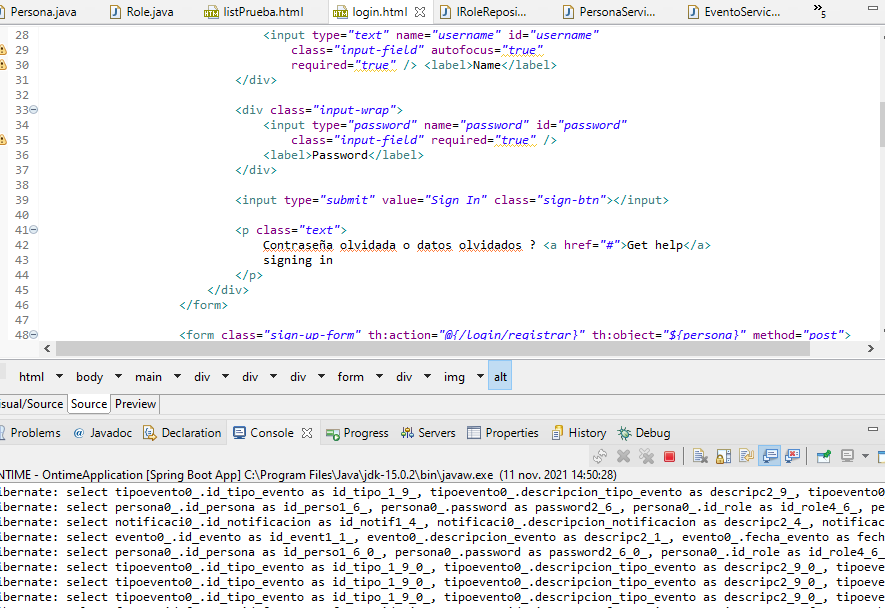 Persona.java Role.java listPrueba.html login.html IRoleReposi... PersonaServi... EventoServic... »5
28 <input type="text" name="username" id="username"
29 class="input-field" autofocus="true"
30 required="true" /> <label>Name</label>
31 </div>
32
33 <div class="input-wrap">
34 <input type="password" name="password" id="password"
35 class="input-field" required="true" />
36 <label>Password</label>
37 </div>
38
39 <input type="submit" value="Sign In" class="sign-btn"></input>
40
41 <p class="text">
42 Contraseña olvidada o datos olvidados ? <a href="#">Get help</a>
43 signing in
44 </p>
45 </div>
46 </form>
47
48 <form class="sign-up-form" th:action="@{/login/registrar}" th:object="${persona}" method="post">
html body main div div div form div img alt
isual/Source Source Preview
Problems Javadoc Declaration Console Progress Servers Properties History Debug
NTIME - OntimeApplication [Spring Boot App] C:\Program Files\Java\jdk-15.0.2\bin\javaw.exe (11 nov. 2021 14:50:28)
ibernate: select tipoevento0_.id_tipo_evento as id_tipo_1_9_, tipoevento0_.descripcion_tipo_evento as descripc2_9_, tipoevento0
ibernate: select persona0_.id_persona as id_perso1_6_, persona0_.password as password2_6_, persona0_.id_role as id_role4_6_, pe
ibernate: select notificaci0_.id_notificacion as id_notif1_4_, notificaci0_.descripcion_notificacion as descripc2_4_, notificac
ibernate: select evento0_.id_evento as id_event1_1_, evento0_.descripcion_evento as descripc2_1_, evento0_.fecha_evento as fech
ibernate: select persona0_.id_persona as id_perso1_6_0_, persona0_.password as password2_6_0_, persona0_.id_role as id_role4_6_
ibernate: select tipoevento0_.id_tipo_evento as id_tipo_1_9_0_, tipoevento0_.descripcion_tipo_evento as descripc2_9_0_, tipoeve
ibernate: select tipoevento0_.id_tipo_evento as id_tipo_1_9_0_, tipoevento0_.descripcion_tipo_evento as descripc2_9_0_, tipoeve
ibernate: select tipoevento0_.id_tipo_evento as id_tipo_1_9_0_, tipoevento0_.descripcion_tipo_evento as descripc2_9_0_, tipoeve